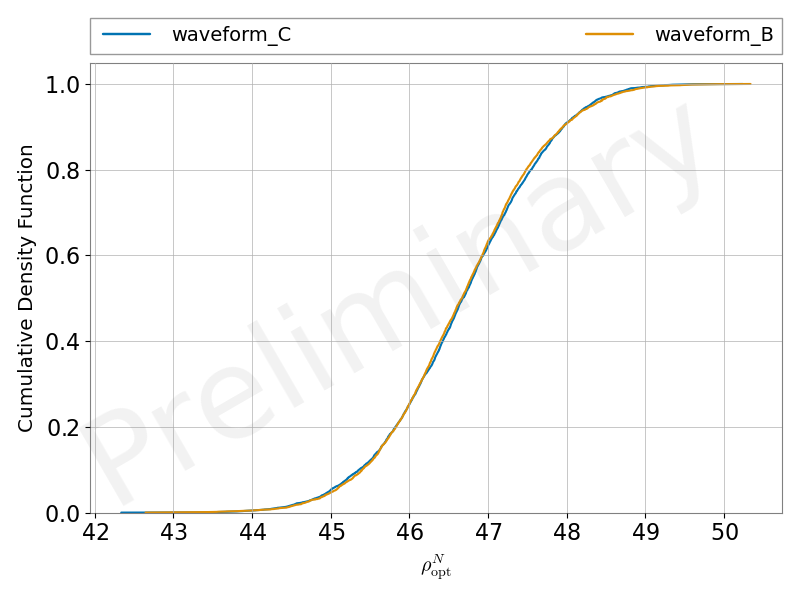 waveform_C waveform_B
1.0
0.8
0.6
0.4
0.2
0.0
Cumulative Density Function
Preliminary
42 43 44 45 46 47 48 49 50
ρ^N_opt